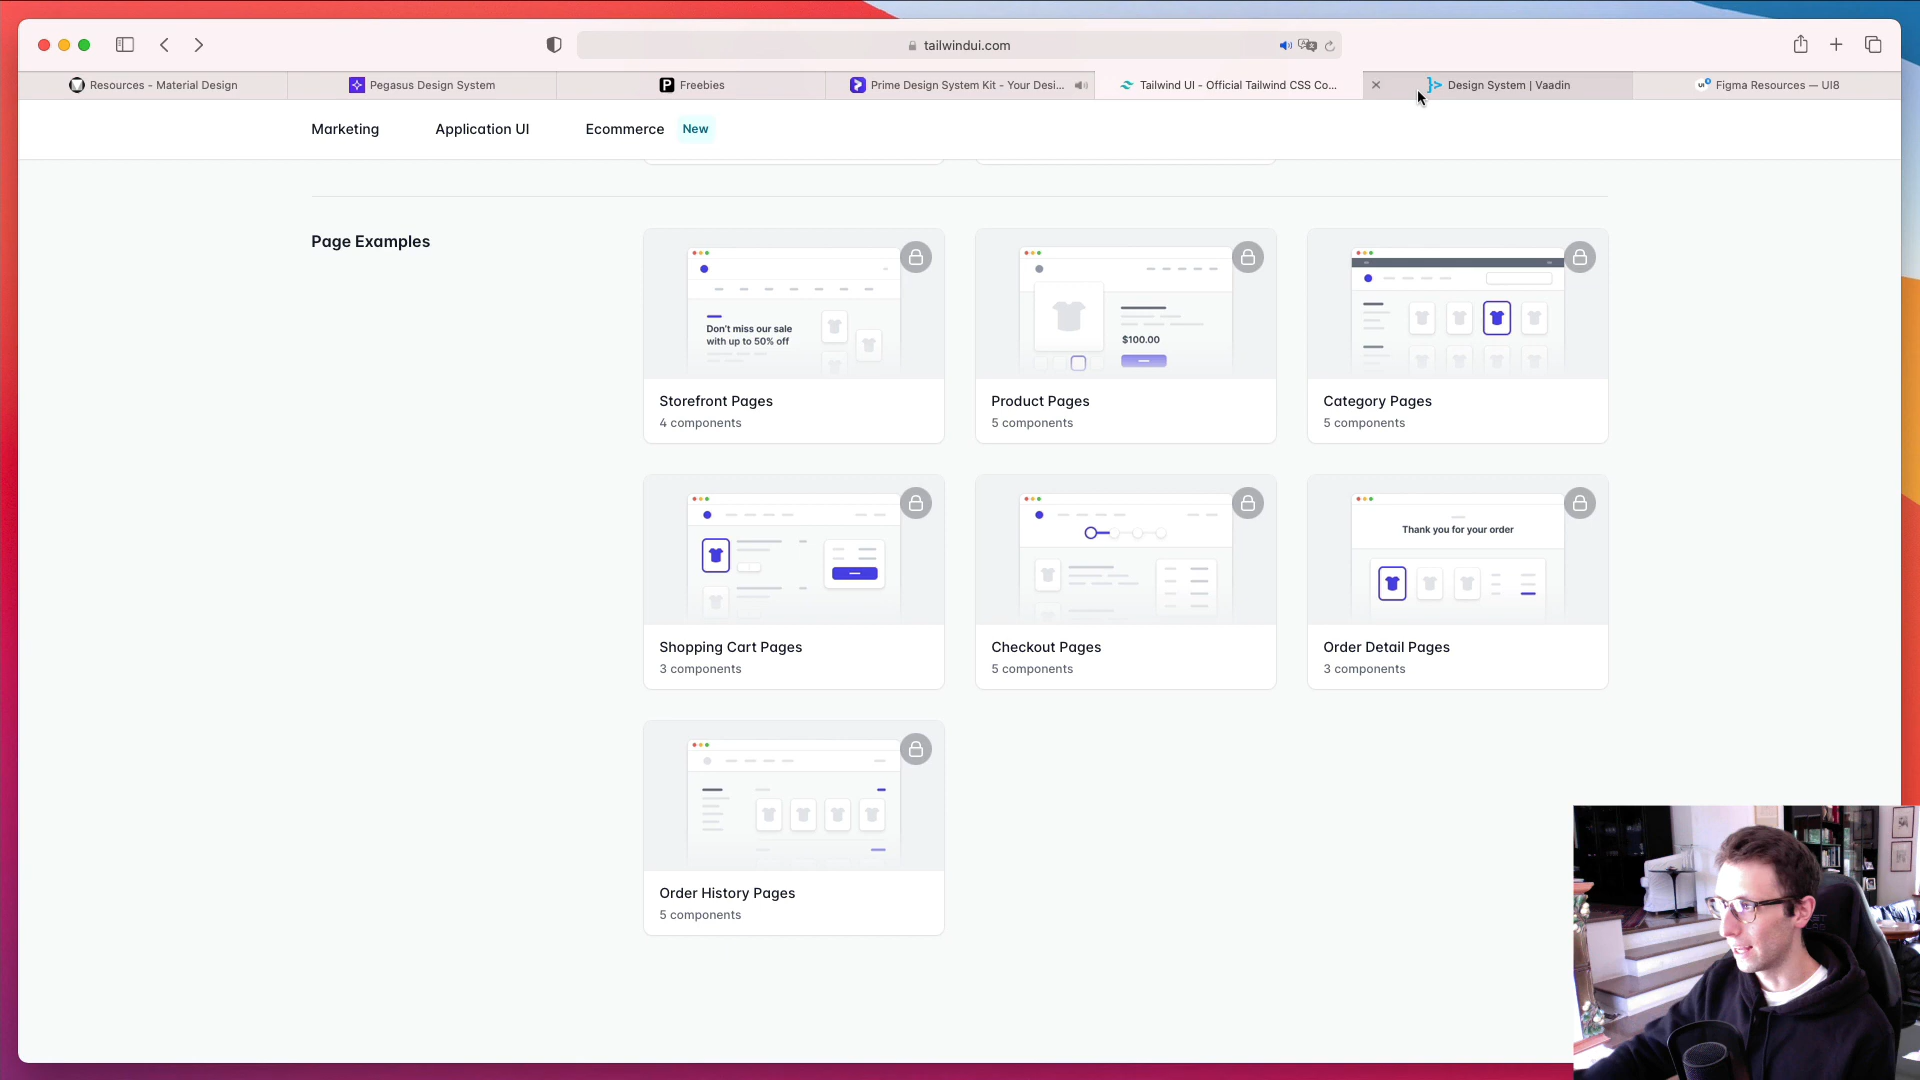 tailwindui.com
Resources - Material Design
Pegasus Design System
Freebies
Prime Design System Kit - Your Desi...
Tailwind UI - Official Tailwind CSS Co...
Design System | Vaadin
Figma Resources — UI8
Marketing
Application UI
Ecommerce
New
Page Examples
Don't miss our sale
with up to 50% off
$100.00
Storefront Pages
4 components
Product Pages
5 components
Category Pages
5 components
Thank you for your order
Shopping Cart Pages
3 components
Checkout Pages
5 components
Order Detail Pages
3 components
Order History Pages
5 components